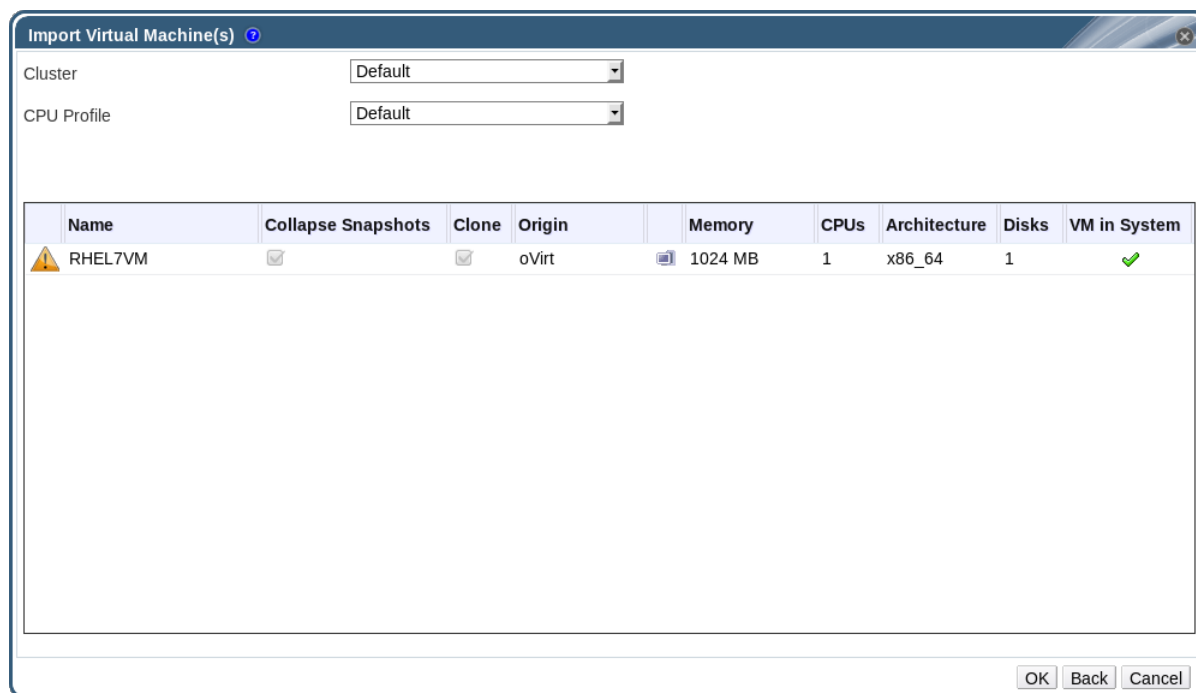 Import Virtual Machine(s) ?
Cluster Default
CPU Profile Default
Name Collapse Snapshots Clone Origin Memory CPUs Architecture Disks VM in System
RHEL7VM oVirt 1024 MB 1 x86_64 1
OK Back Cancel